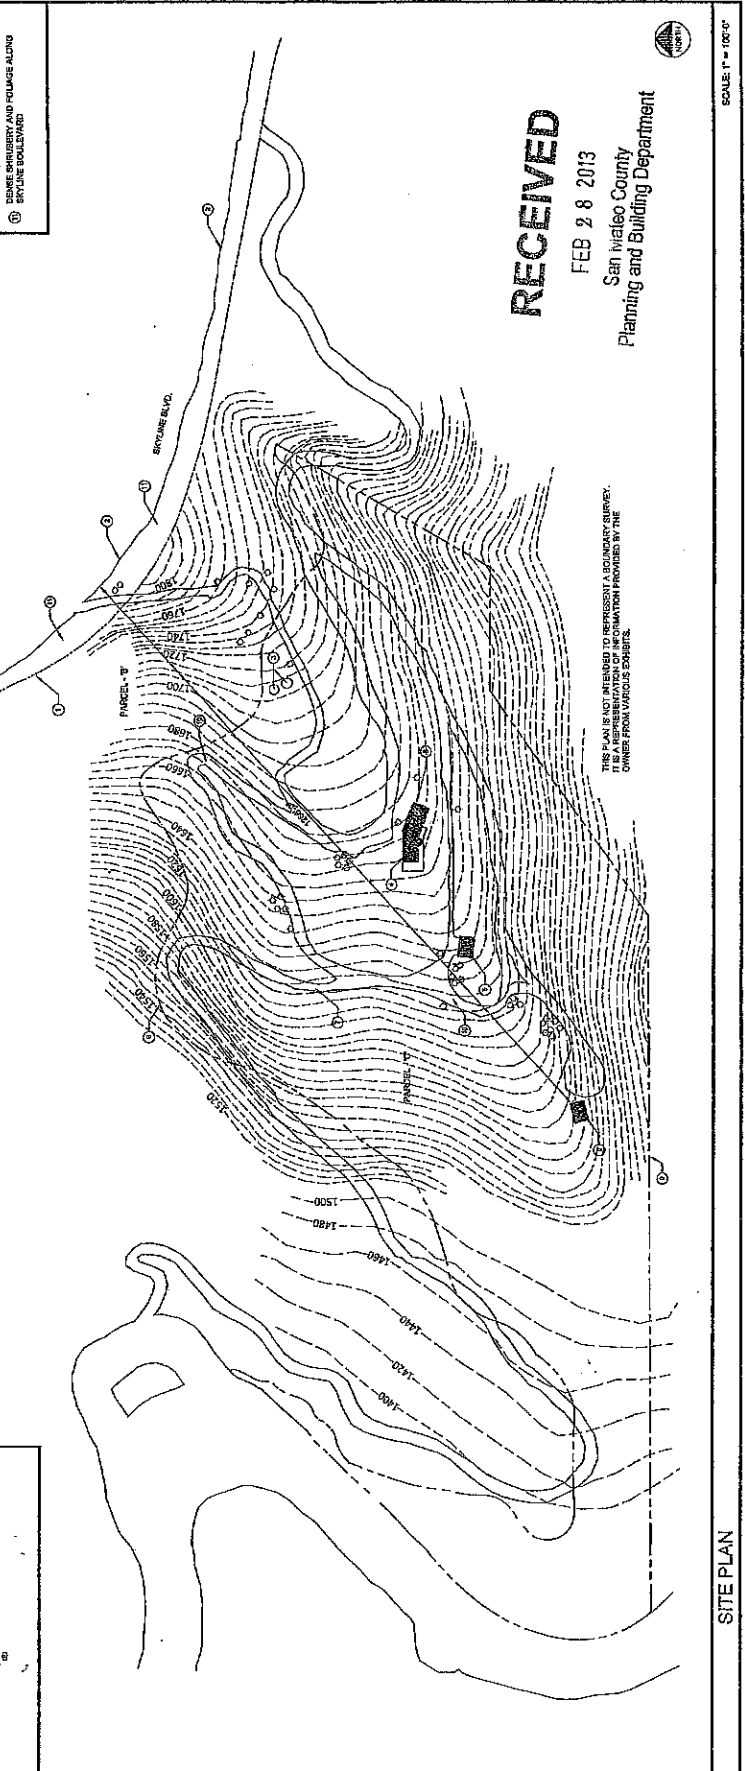 ⑪ DENSE SHRUBERY AND FOLIAGE ALONG
SKYLINE BOULEVARD
SKYLINE BLVD.
PARCEL - "B"
1800
1760
1740
1720
1700
1680
1660
1640
1600
1580
1560
1540
1520
PARCEL - "C"
1500
1480
1460
1440
1420
1400
THIS PLAN IS NOT INTENDED TO REPRESENT A BOUNDARY SURVEY.
IT IS A REPRESENTATION OF INFORMATION PROVIDED BY THE
OWNER FROM VARIOUS EXHIBITS.
RECEIVED
FEB 28 2013
San Mateo County
Planning and Building Department
NORTH
SITE PLAN
SCALE: 1" = 100'-0"